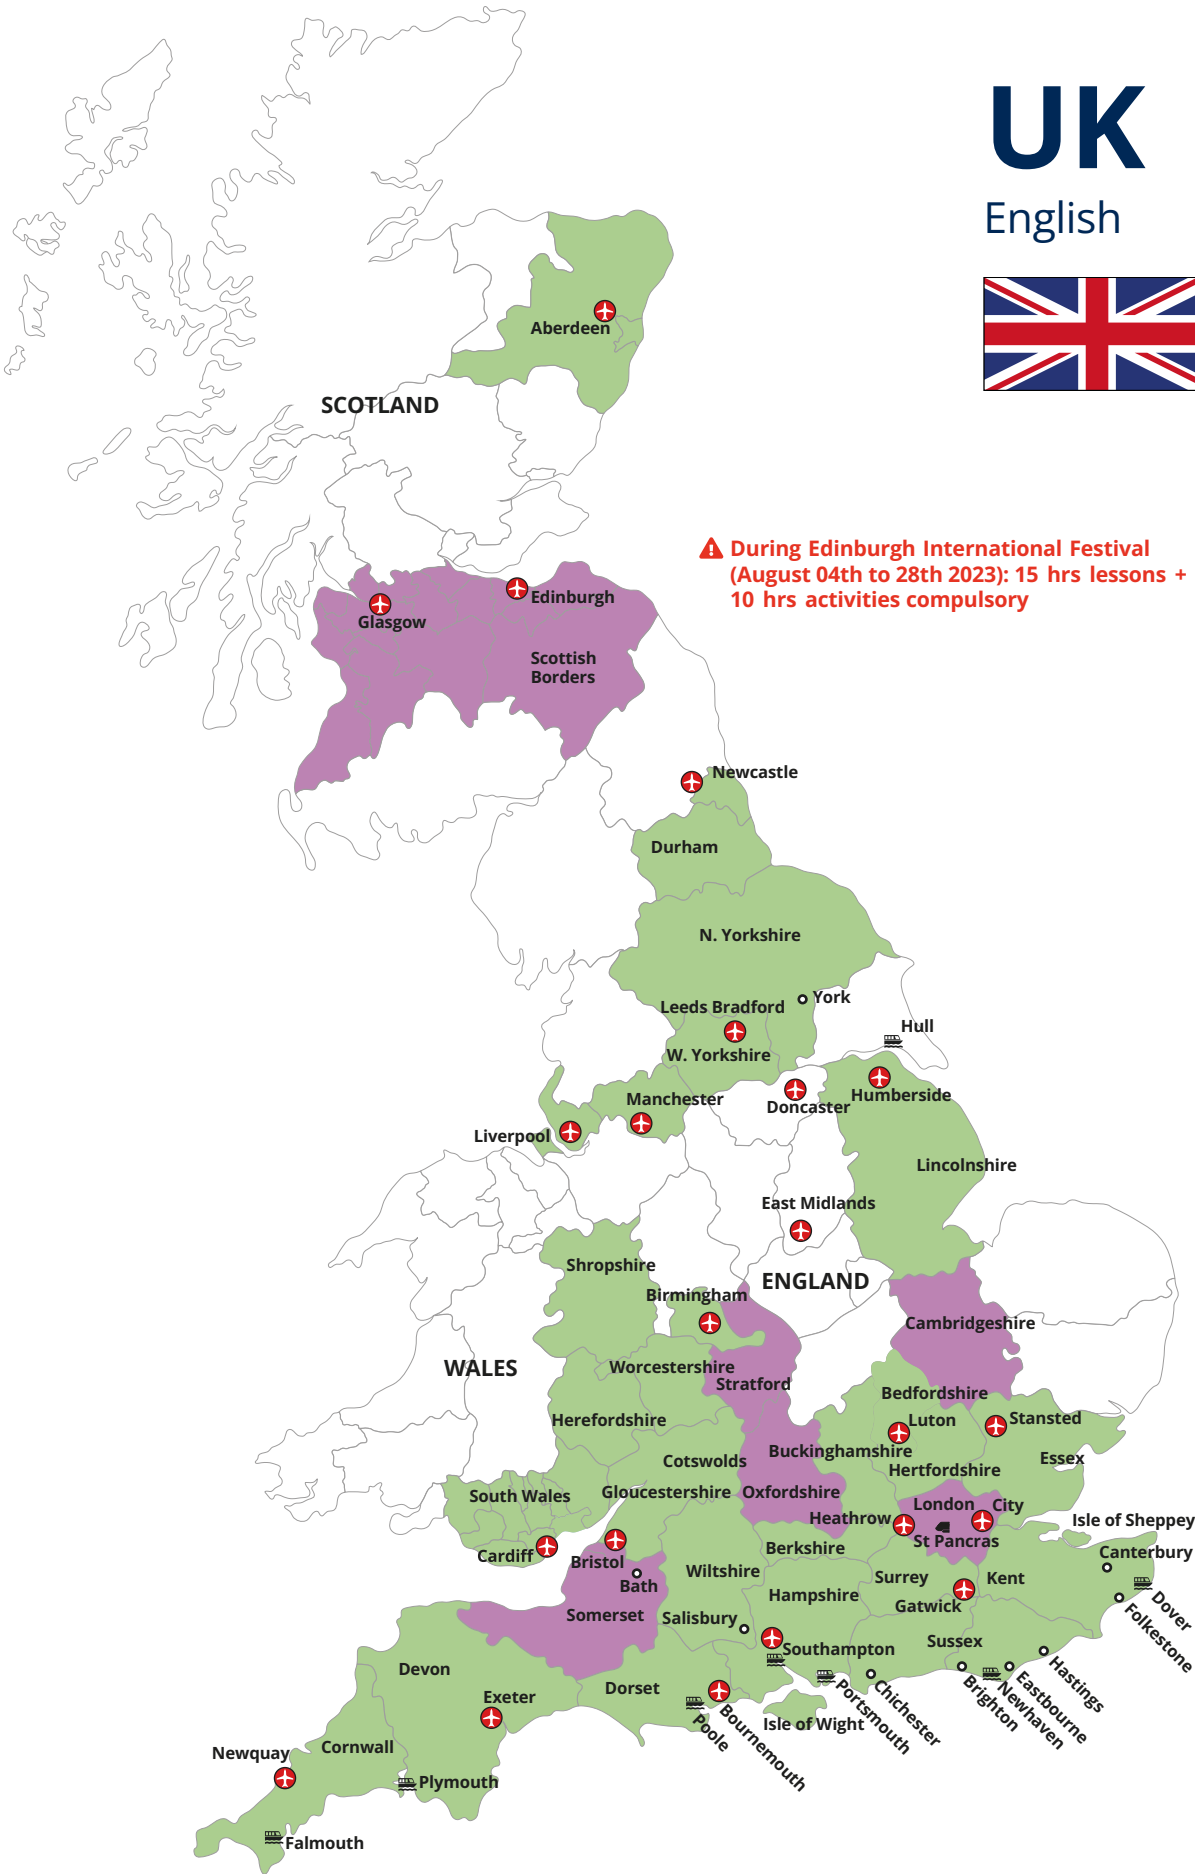 UK
English
Aberdeen
SCOTLAND
During Edinburgh International Festival
(August 04th to 28th 2023): 15 hrs lessons +
10 hrs activities compulsory
Edinburgh
Glasgow
Scottish
Borders
Newcastle
Durham
N. Yorkshire
York
Leeds Bradford
Hull
W. Yorkshire
Humberside
Manchester
Doncaster
Liverpool
Lincolnshire
East Midlands
Shropshire
ENGLAND
Birmingham
Cambridgeshire
WALES
Worcestershire
Stratford
Bedfordshire
Herefordshire
Luton
Stansted
Buckinghamshire
Essex
Cotswolds
Hertfordshire
South Wales
Gloucestershire
Oxfordshire
London
City
Heathrow
Isle of Sheppey
St Pancras
Berkshire
Canterbury
Cardiff
Bristol
Wiltshire
Surrey
Kent
Bath
Hampshire
Dover
Gatwick
Somerset
Salisbury
Folkestone
Southampton
Sussex
Devon
Hastings
Dorset
Exeter
Portsmouth
Chichester
Brighton
Newhaven
Eastbourne
Poole
Bournemouth
Isle of Wight
Cornwall
Newquay
Plymouth
Falmouth